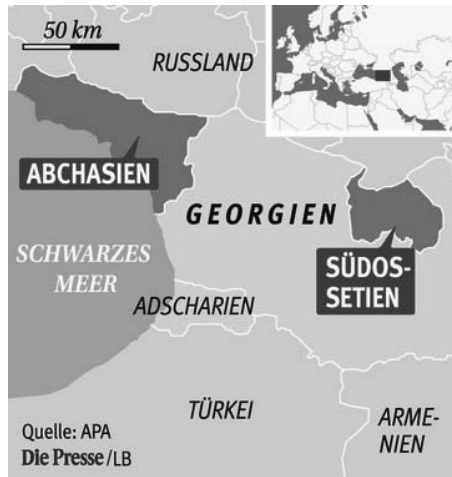 50 km
RUSSLAND
ABCHASIEN
GEORGIEN
SCHWARZES
MEER
SÜDOS-
SETIEN
ADSCHARIEN
TÜRKEI
ARME-
NIEN
Quelle: APA
Die Presse/LB